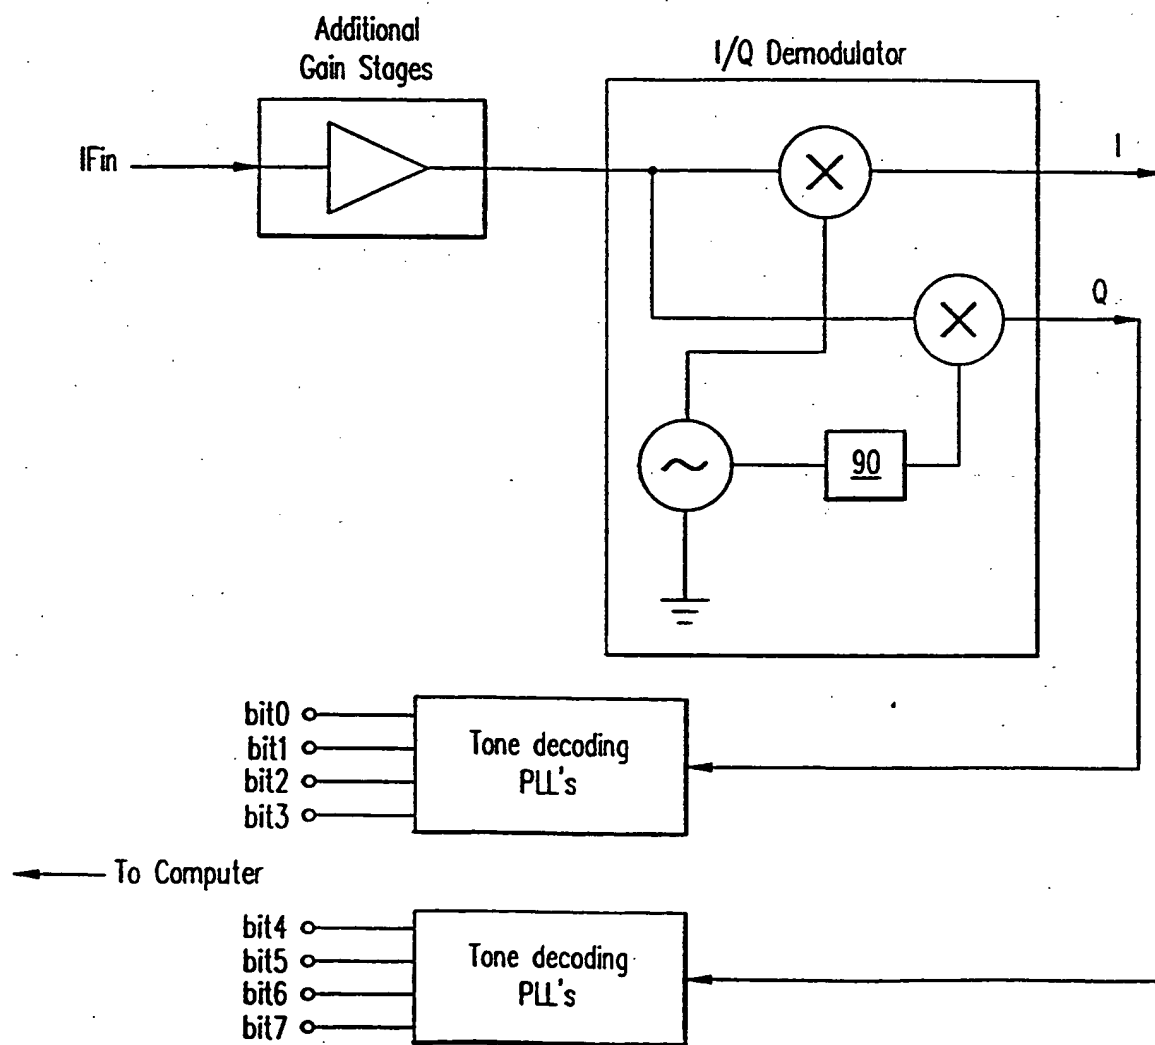 Additional
Gain Stages
I/Q Demodulator
IFin
I
Q
90
bit0
bit1
bit2
bit3
Tone decoding
PLL's
To Computer
bit4
bit5
bit6
bit7
Tone decoding
PLL's